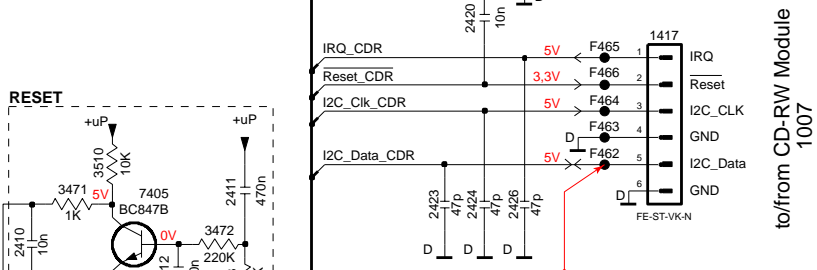 D
2420
10n
1417
IRQ_CDR
5V
F465
1
IRQ
Reset_CDR
3,3V
F466
2
Reset
I2C_Clk_CDR
5V
F464
3
I2C_CLK
D
F463
4
GND
I2C_Data_CDR
5V
F462
5
I2C_Data
D
6
GND
FE-ST-VK-N
2423
47p
2424
47p
2426
47p
D
D
D
to/from CD-RW Module
1007
RESET
+uP
+uP
3510
10K
2411
470n
3471
1K
5V
7405
BC847B
0V
3472
220K
2410
10n